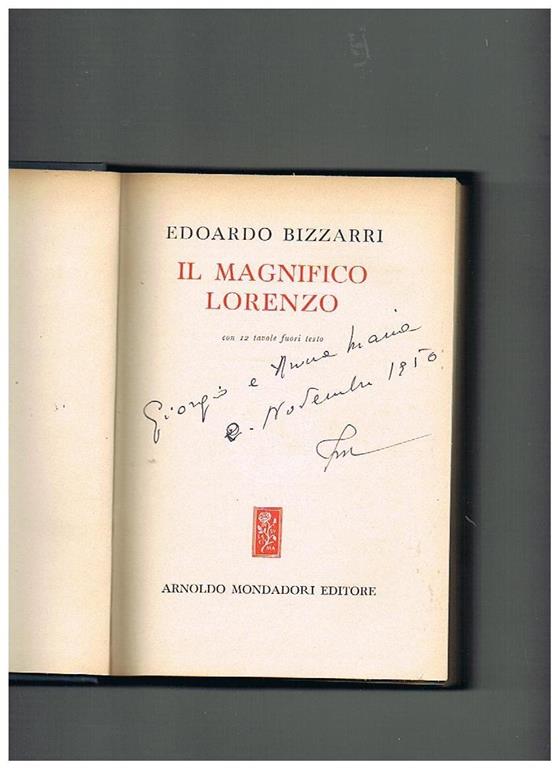 EDOARDO BIZZARRI
IL MAGNIFICO
LORENZO
con 12 tavole fuori testo
Giorgio e Anna Maria
Novembre 1950
ARNOLDO MONDADORI EDITORE